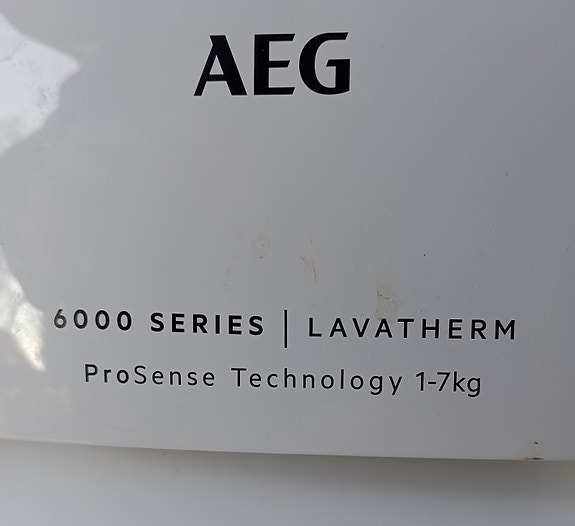 AEG
6000 SERIES | LAVATHERM
ProSense Technology 1-7kg